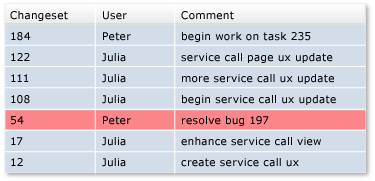 Changeset User Comment
184 Peter begin work on task 235
122 Julia service call page ux update
111 Julia more service call ux update
108 Julia begin service call ux update
54 Peter resolve bug 197
17 Julia enhance service call view
12 Julia create service call ux